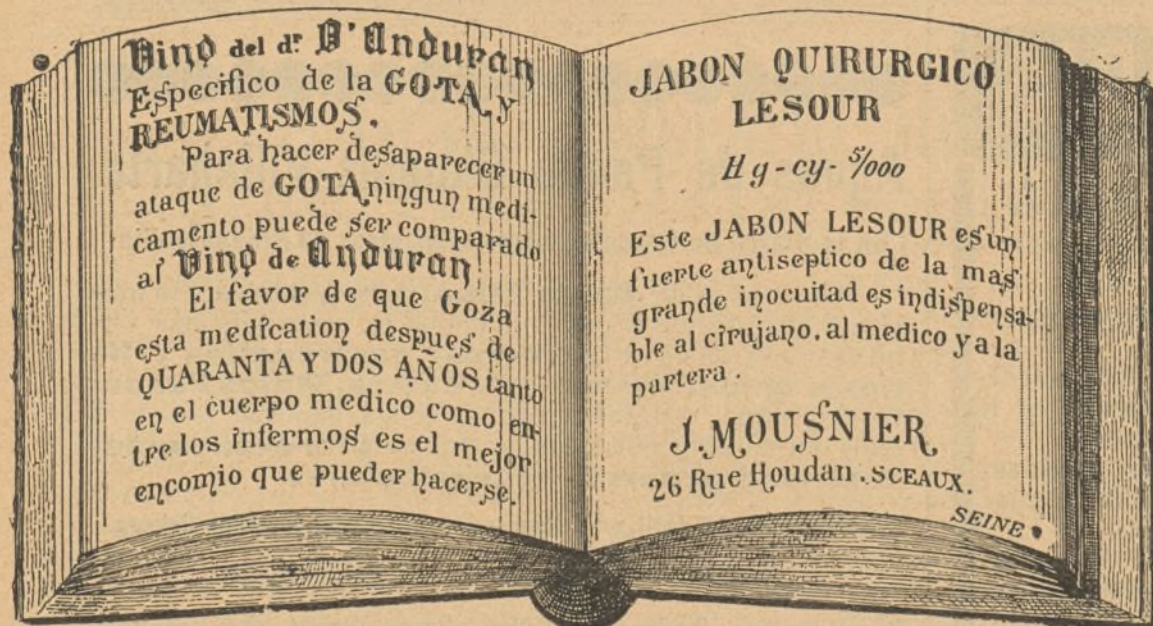 Vino del dr D'Anduran
Especifico de la GOTA y
REUMATISMOS.
Para hacer desaparecer un
ataque de GOTA ningun medi-
camento puede ser comparado
al Vino de Anduran
El favor de que Goza
esta medication despues de
QUARANTA Y DOS AÑOS tanto
en el cuerpo medico como en-
tre los infermos es el mejor
encomio que pueder hacerse.
JABON QUIRURGICO
LESOUR
Hg-cy- 5/000
Este JABON LESOUR es un
fuerte antiseptico de la mas
grande inocuitad es indispensa-
ble al cirujano, al medico y a la
partera.
J. MOUSNIER
26 Rue Houdan. SCEAUX.
SEINE